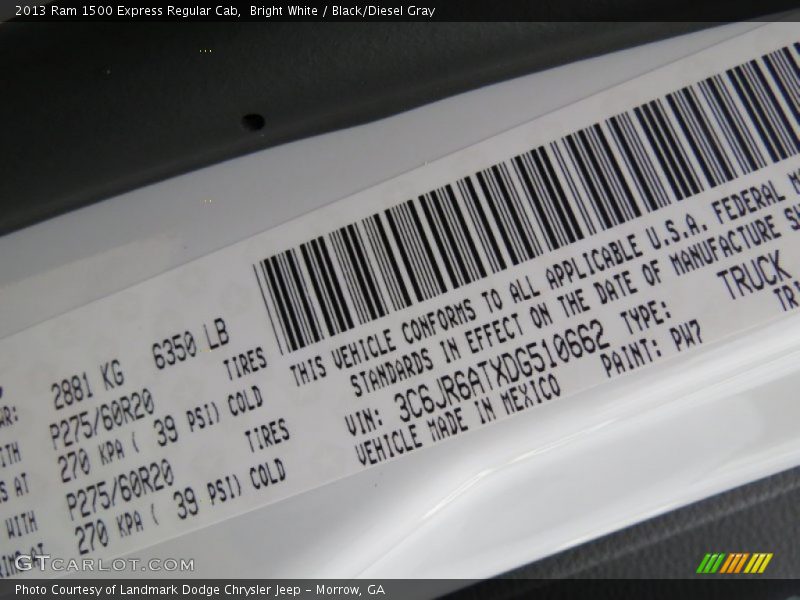 2013 Ram 1500 Express Regular Cab,  Bright White / Black/Diesel Gray
2881 KG   6350 LB
P275/60R20   TIRES
270 KPA ( 39 PSI) COLD
P275/60R20   TIRES
WITH
270 KPA ( 39 PSI) COLD
THIS VEHICLE CONFORMS TO ALL APPLICABLE U.S.A. FEDERAL
STANDARDS IN EFFECT ON THE DATE OF MANUFACTURE
VIN: 3C6JR6ATXDG510662 TYPE: TRUCK
VEHICLE MADE IN MEXICO   PAINT: PW7
GTcarlot.com
Photo Courtesy of Landmark Dodge Chrysler Jeep - Morrow, GA